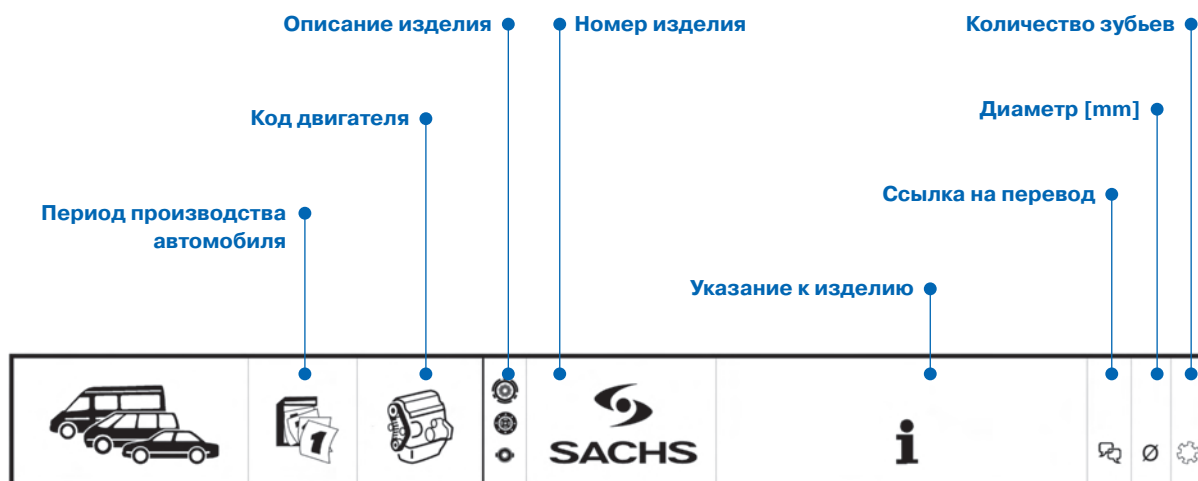 Описание изделия
Номер изделия
Количество зубьев
Диаметр [mm]
Код двигателя
Ссылка на перевод
Период производства
автомобиля
Указание к изделию
1
SACHS
i
Ø